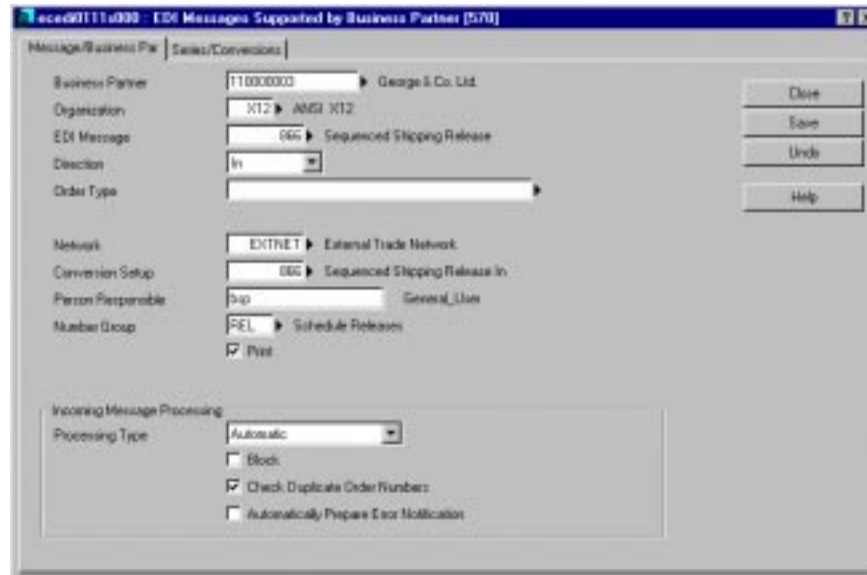 ecedi0111s000 : EDI Messages Supported by Business Partner [570]
Message/Business Par Series/Conversions
Business Partner 110000003 George & Co. Ltd.
Organization X12 ANSI X12
EDI Message 866 Sequenced Shipping Release
Direction In
Order Type
Network EXTNET External Trade Network
Conversion Setup 866 Sequenced Shipping Release In
Person Responsible bsp General_User
Number Group REL Schedule Releases
Print
Close
Save
Undo
Help
Incoming Message Processing
Processing Type Automatic
Block
Check Duplicate Order Numbers
Automatically Prepare Error Notification